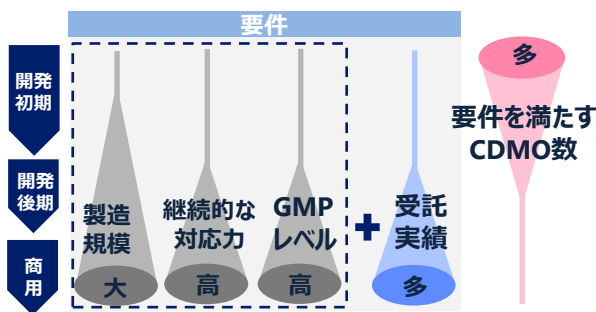 要件
開発
初期
開発
後期
商
用
製造
規模
大
継続的な
対応力
高
GMP
レベル
高
+
受託
実績
多
多
要件を満たす
CDMO数